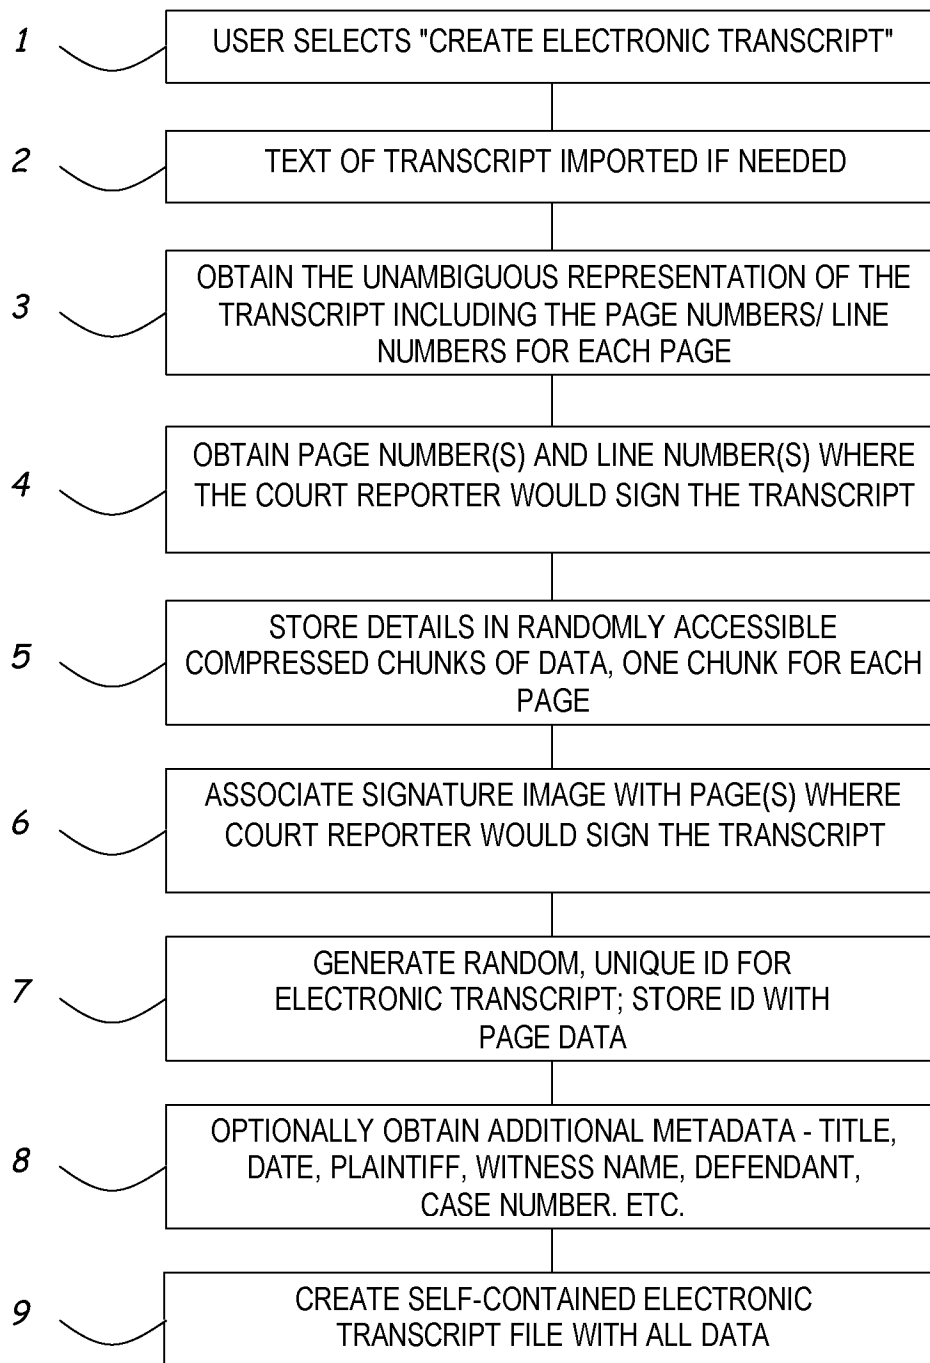 1
USER SELECTS "CREATE ELECTRONIC TRANSCRIPT"
2
TEXT OF TRANSCRIPT IMPORTED IF NEEDED
3
OBTAIN THE UNAMBIGUOUS REPRESENTATION OF THE
TRANSCRIPT INCLUDING THE PAGE NUMBERS/ LINE
NUMBERS FOR EACH PAGE
4
OBTAIN PAGE NUMBER(S) AND LINE NUMBER(S) WHERE
THE COURT REPORTER WOULD SIGN THE TRANSCRIPT
5
STORE DETAILS IN RANDOMLY ACCESSIBLE
COMPRESSED CHUNKS OF DATA, ONE CHUNK FOR EACH
PAGE
6
ASSOCIATE SIGNATURE IMAGE WITH PAGE(S) WHERE
COURT REPORTER WOULD SIGN THE TRANSCRIPT
7
GENERATE RANDOM, UNIQUE ID FOR
ELECTRONIC TRANSCRIPT; STORE ID WITH
PAGE DATA
8
OPTIONALLY OBTAIN ADDITIONAL METADATA - TITLE,
DATE, PLAINTIFF, WITNESS NAME, DEFENDANT,
CASE NUMBER. ETC.
9
CREATE SELF-CONTAINED ELECTRONIC
TRANSCRIPT FILE WITH ALL DATA